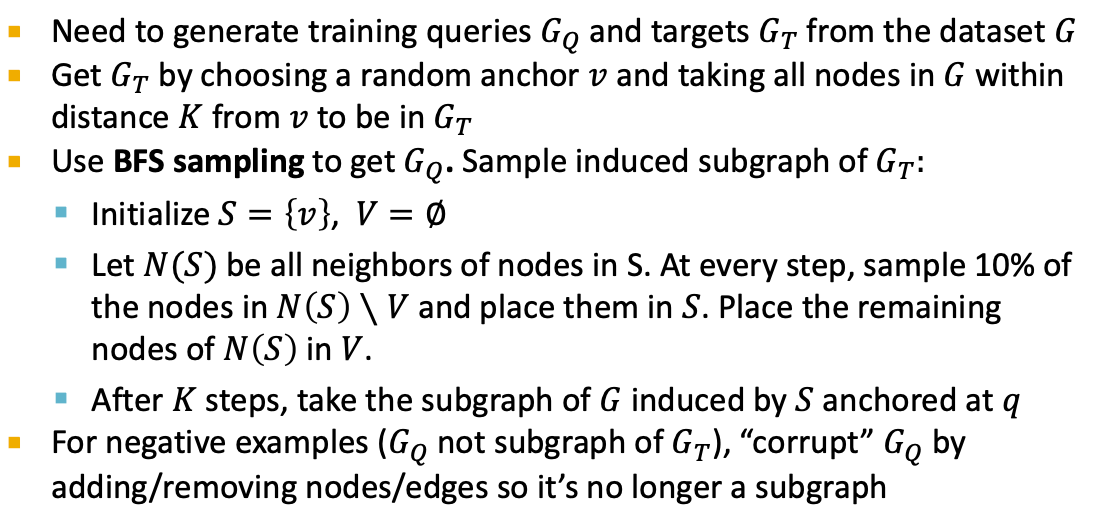 Need to generate training queries G_Q and targets G_T from the dataset G
Get G_T by choosing a random anchor v and taking all nodes in G within
distance K from v to be in G_T
Use BFS sampling to get G_Q. Sample induced subgraph of G_T:
Initialize S = {v}, V = ∅
Let N(S) be all neighbors of nodes in S. At every step, sample 10% of
the nodes in N(S) \ V and place them in S. Place the remaining
nodes of N(S) in V.
After K steps, take the subgraph of G induced by S anchored at q
For negative examples (G_Q not subgraph of G_T), “corrupt” G_Q by
adding/removing nodes/edges so it’s no longer a subgraph